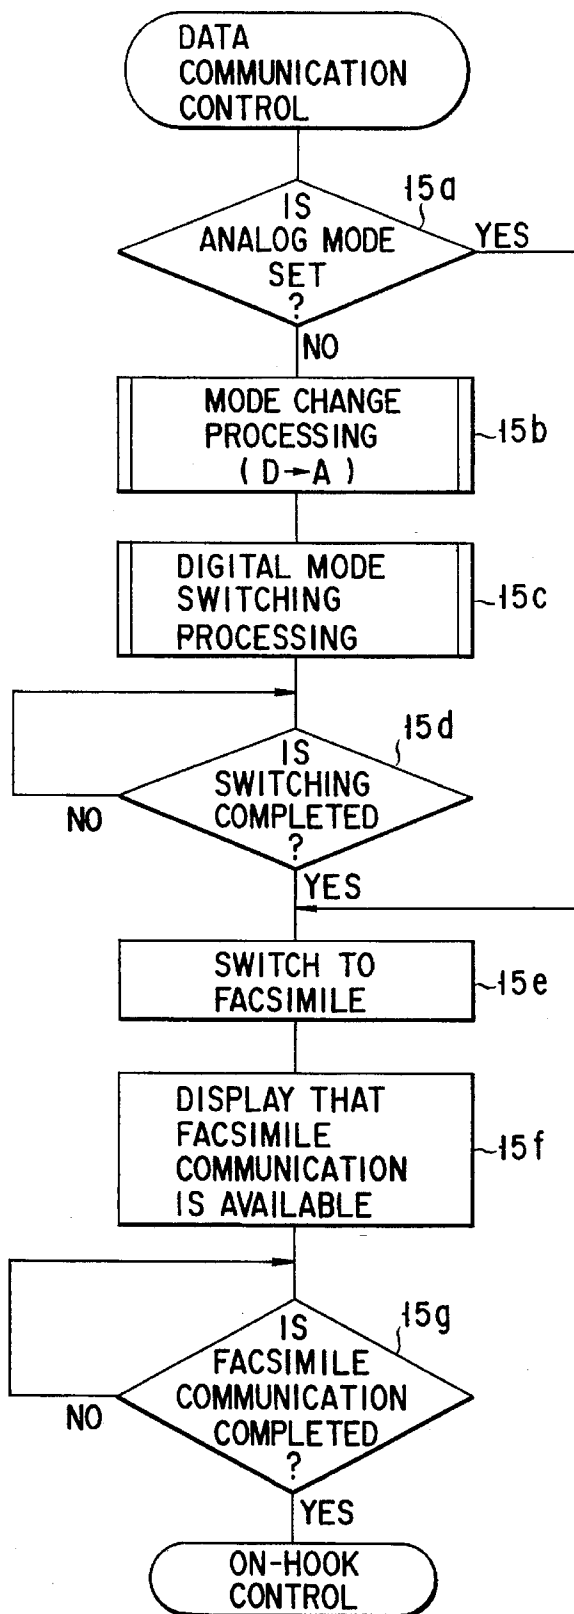 DATA
COMMUNICATION
CONTROL
15a
IS
ANALOG MODE
SET
?
YES
NO
MODE CHANGE
PROCESSING
( D→A )
15b
DIGITAL MODE
SWITCHING
PROCESSING
15c
15d
IS
SWITCHING
COMPLETED
?
NO
YES
SWITCH TO
FACSIMILE
15e
DISPLAY THAT
FACSIMILE
COMMUNICATION
IS AVAILABLE
15f
15g
IS
FACSIMILE
COMMUNICATION
COMPLETED
?
NO
YES
ON-HOOK
CONTROL